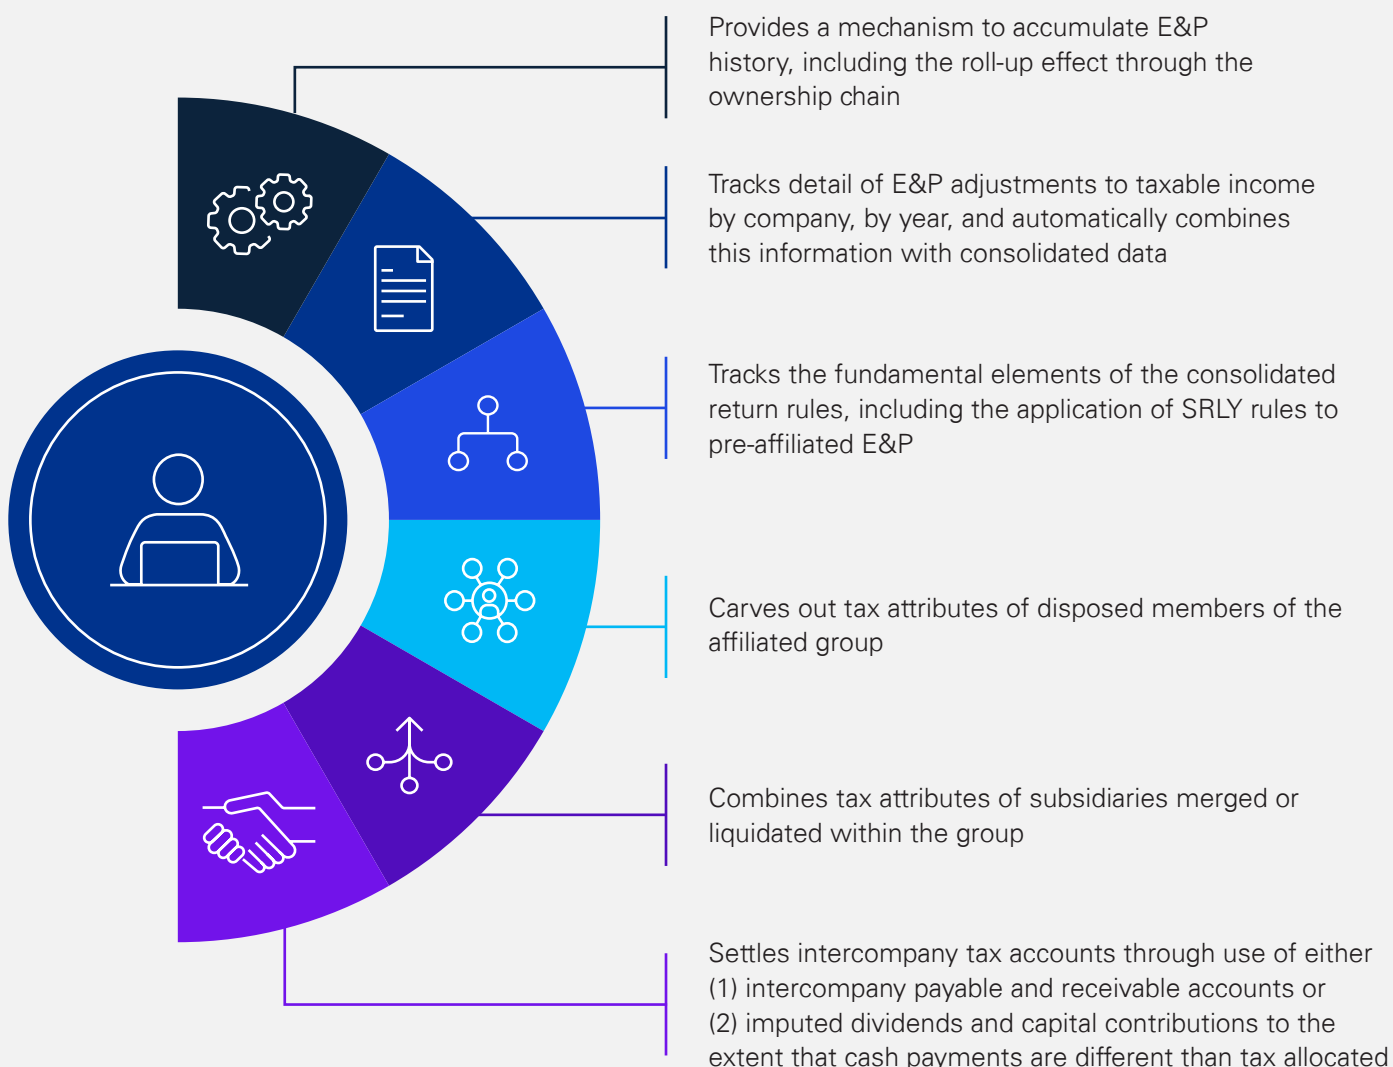 Provides a mechanism to accumulate E&P
history, including the roll-up effect through the
ownership chain
Tracks detail of E&P adjustments to taxable income
by company, by year, and automatically combines
this information with consolidated data
Tracks the fundamental elements of the consolidated
return rules, including the application of SRLY rules to
pre-affiliated E&P
Carves out tax attributes of disposed members of the
affiliated group
Combines tax attributes of subsidiaries merged or
liquidated within the group
Settles intercompany tax accounts through use of either
(1) intercompany payable and receivable accounts or
(2) imputed dividends and capital contributions to the
extent that cash payments are different than tax allocated